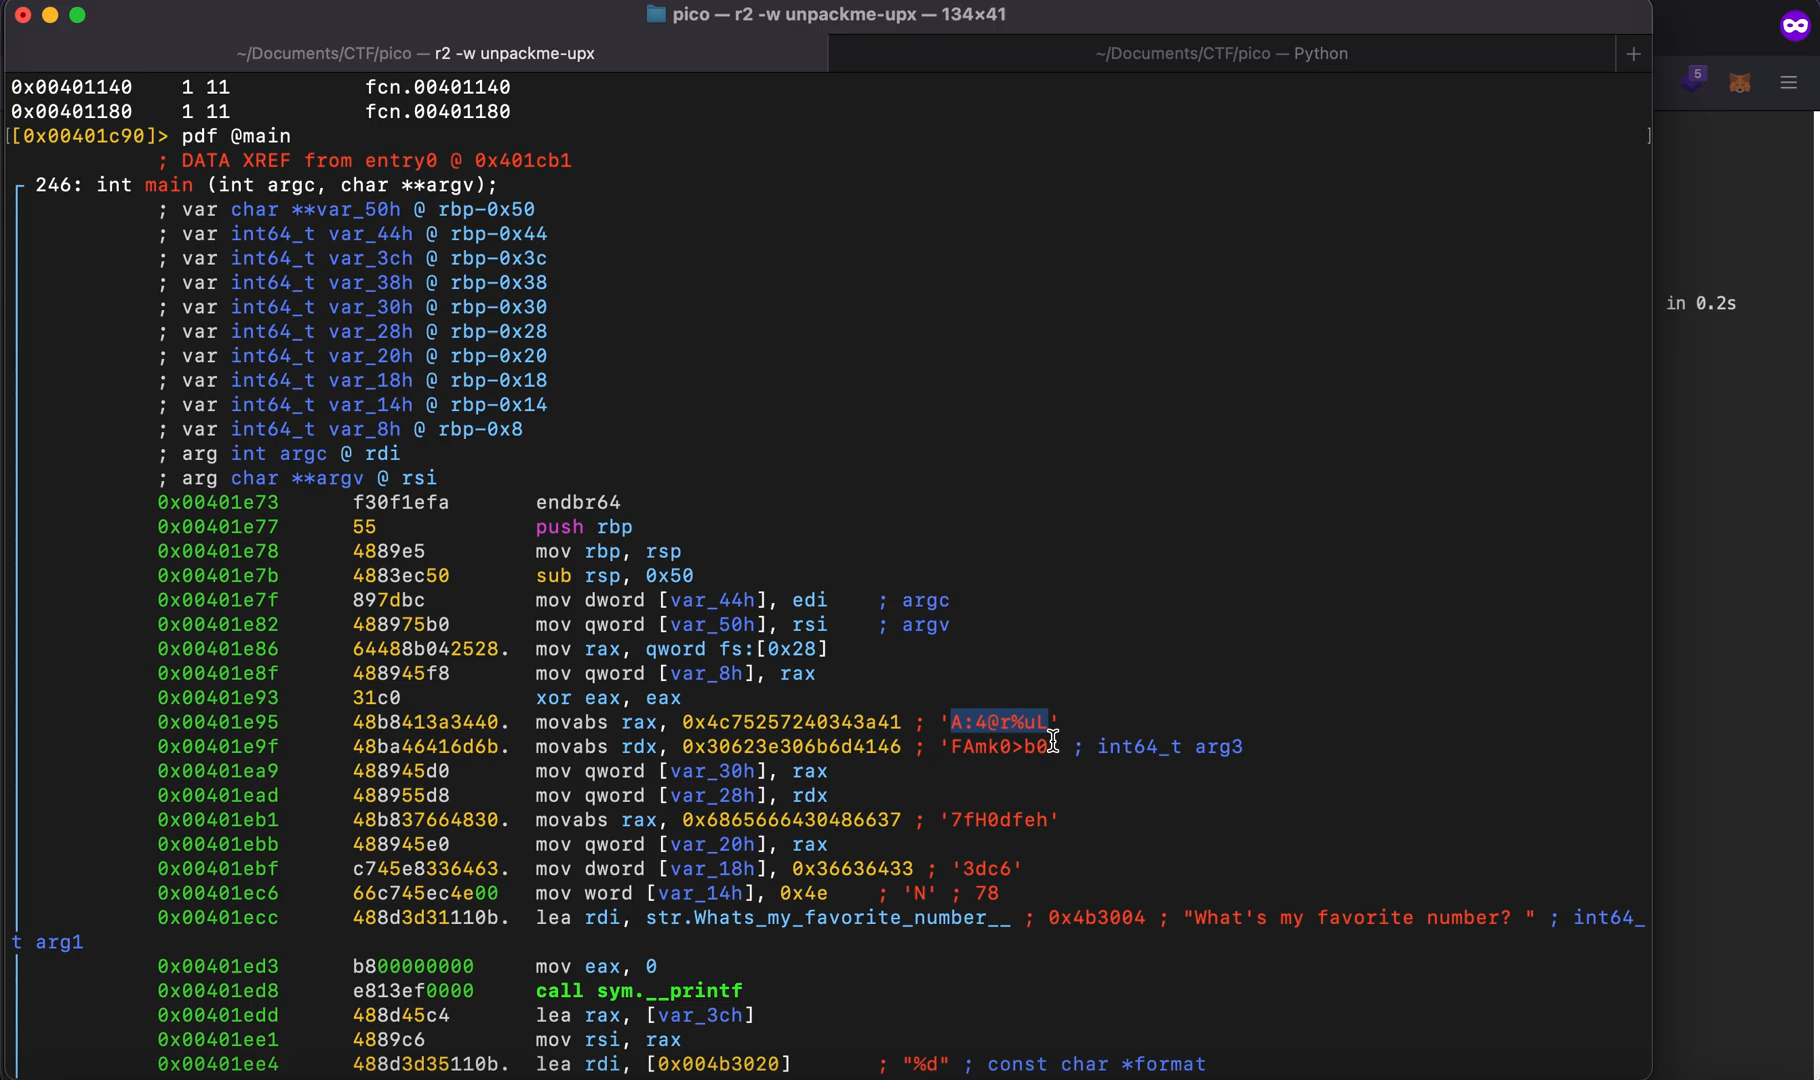 pico — r2 -w unpackme-upx — 134×41
~/Documents/CTF/pico — r2 -w unpackme-upx
~/Documents/CTF/pico — Python
+
5
in 0.2s
0x00401140 1 11 fcn.00401140
0x00401180 1 11 fcn.00401180
[[0x00401c90]> pdf @main ]
; DATA XREF from entry0 @ 0x401cb1
┌ 246: int main (int argc, char **argv);
│ ; var char **var_50h @ rbp-0x50
│ ; var int64_t var_44h @ rbp-0x44
│ ; var int64_t var_3ch @ rbp-0x3c
│ ; var int64_t var_38h @ rbp-0x38
│ ; var int64_t var_30h @ rbp-0x30
│ ; var int64_t var_28h @ rbp-0x28
│ ; var int64_t var_20h @ rbp-0x20
│ ; var int64_t var_18h @ rbp-0x18
│ ; var int64_t var_14h @ rbp-0x14
│ ; var int64_t var_8h @ rbp-0x8
│ ; arg int argc @ rdi
│ ; arg char **argv @ rsi
│ 0x00401e73 f30f1efa endbr64
│ 0x00401e77 55 push rbp
│ 0x00401e78 4889e5 mov rbp, rsp
│ 0x00401e7b 4883ec50 sub rsp, 0x50
│ 0x00401e7f 897dbc mov dword [var_44h], edi ; argc
│ 0x00401e82 488975b0 mov qword [var_50h], rsi ; argv
│ 0x00401e86 64488b042528. mov rax, qword fs:[0x28]
│ 0x00401e8f 488945f8 mov qword [var_8h], rax
│ 0x00401e93 31c0 xor eax, eax
│ 0x00401e95 48b8413a3440. movabs rax, 0x4c75257240343a41 ; 'A:4@r%uL'
│ 0x00401e9f 48ba46416d6b. movabs rdx, 0x30623e306b6d4146 ; 'FAmk0>b0' ; int64_t arg3
│ 0x00401ea9 488945d0 mov qword [var_30h], rax
│ 0x00401ead 488955d8 mov qword [var_28h], rdx
│ 0x00401eb1 48b837664830. movabs rax, 0x6865666430486637 ; '7fH0dfeh'
│ 0x00401ebb 488945e0 mov qword [var_20h], rax
│ 0x00401ebf c745e8336463. mov dword [var_18h], 0x36636433 ; '3dc6'
│ 0x00401ec6 66c745ec4e00 mov word [var_14h], 0x4e ; 'N' ; 78
│ 0x00401ecc 488d3d31110b. lea rdi, str.Whats_my_favorite_number__ ; 0x4b3004 ; "What's my favorite number? " ; int64_
t arg1
│ 0x00401ed3 b800000000 mov eax, 0
│ 0x00401ed8 e813ef0000 call sym.__printf
│ 0x00401edd 488d45c4 lea rax, [var_3ch]
│ 0x00401ee1 4889c6 mov rsi, rax
│ 0x00401ee4 488d3d35110b. lea rdi, [0x004b3020] ; "%d" ; const char *format